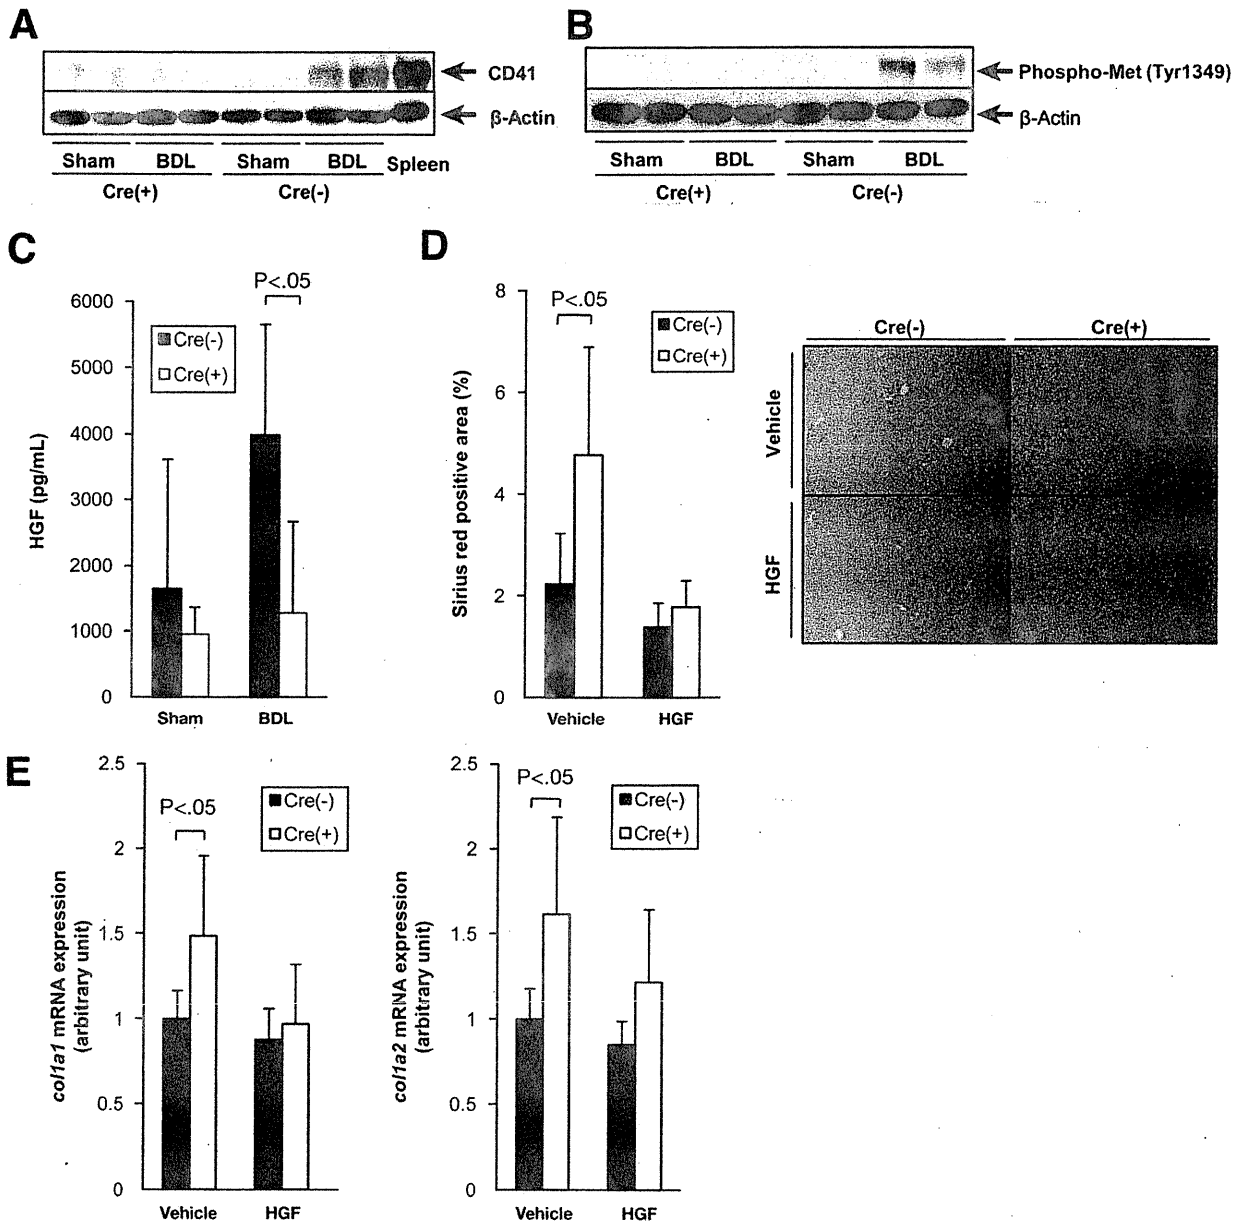 A
CD41
β-Actin
Sham BDL Sham BDL Spleen
Cre(+) Cre(-)
B
Phospho-Met (Tyr1349)
β-Actin
Sham BDL Sham BDL
Cre(+) Cre(-)
C
P<.05
6000
5000
4000
3000
2000
1000
0
HGF (pg/mL)
Cre(-)
Cre(+)
Sham BDL
D
P<.05
8
6
4
2
0
Sirius red positive area (%)
Cre(-)
Cre(+)
Vehicle HGF
Cre(-) Cre(+)
Vehicle
HGF
E
2.5
2
1.5
1
0.5
0
col1a1 mRNA expression
(arbitrary unit)
P<.05
Cre(-)
Cre(+)
Vehicle HGF
2.5
2
1.5
1
0.5
0
col1a2 mRNA expression
(arbitrary unit)
P<.05
Cre(-)
Cre(+)
Vehicle HGF